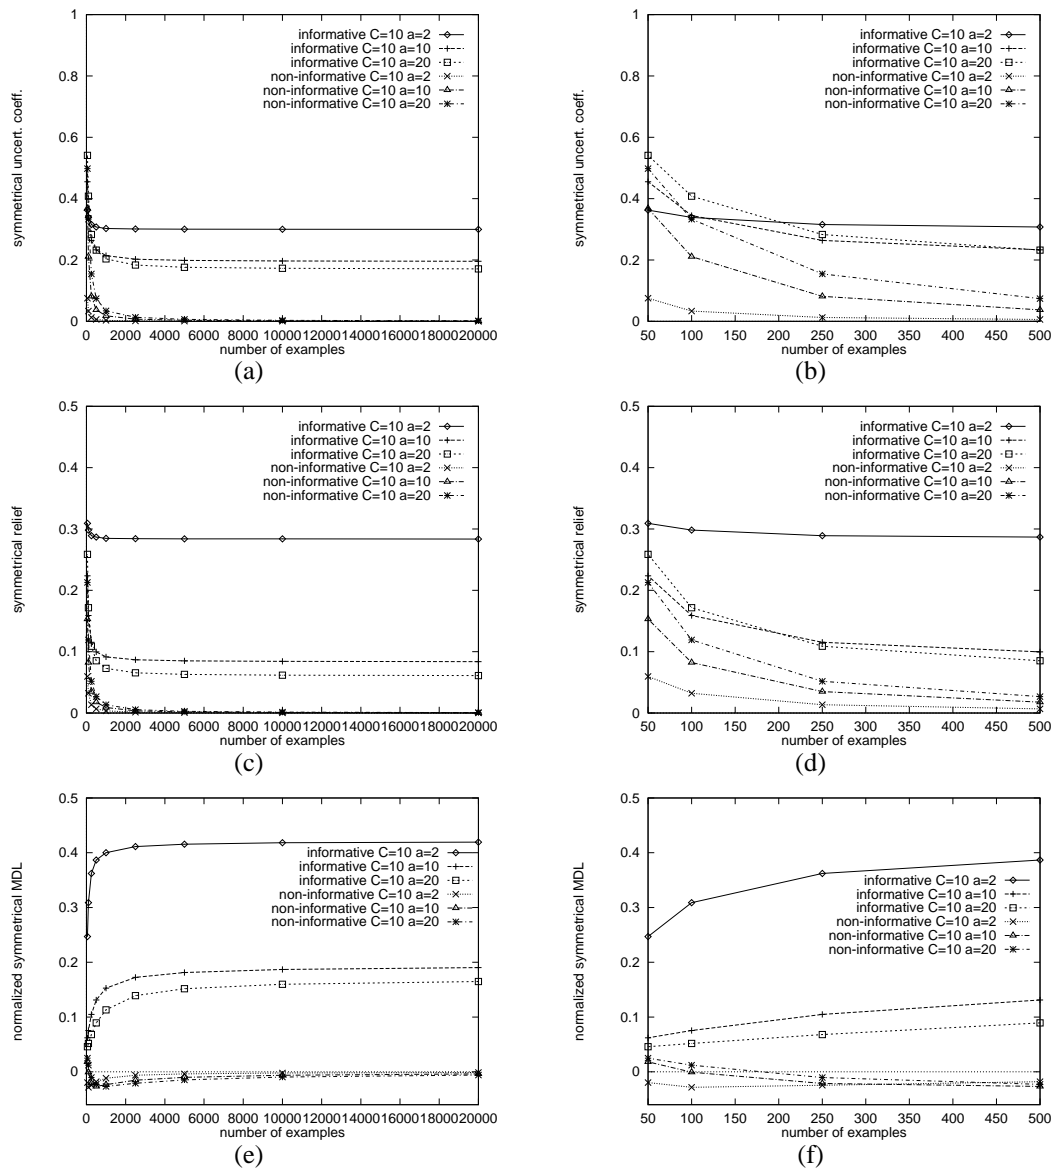 symmetrical uncert. coeff.
1
0.8
0.6
0.4
0.2
0
informative C=10 a=2
informative C=10 a=10
informative C=10 a=20
non-informative C=10 a=2
non-informative C=10 a=10
non-informative C=10 a=20
0 2000 4000 6000 8000 10000 12000 14000 16000 18000 20000
number of examples
(a)
symmetrical uncert. coeff.
1
0.8
0.6
0.4
0.2
0
informative C=10 a=2
informative C=10 a=10
informative C=10 a=20
non-informative C=10 a=2
non-informative C=10 a=10
non-informative C=10 a=20
50 100 150 200 250 300 350 400 450 500
number of examples
(b)
symmetrical relief
0.5
0.4
0.3
0.2
0.1
0
informative C=10 a=2
informative C=10 a=10
informative C=10 a=20
non-informative C=10 a=2
non-informative C=10 a=10
non-informative C=10 a=20
0 2000 4000 6000 8000 10000 12000 14000 16000 18000 20000
number of examples
(c)
symmetrical relief
0.5
0.4
0.3
0.2
0.1
0
informative C=10 a=2
informative C=10 a=10
informative C=10 a=20
non-informative C=10 a=2
non-informative C=10 a=10
non-informative C=10 a=20
50 100 150 200 250 300 350 400 450 500
number of examples
(d)
normalized symmetrical MDL
0.5
0.4
0.3
0.2
0.1
0
informative C=10 a=2
informative C=10 a=10
informative C=10 a=20
non-informative C=10 a=2
non-informative C=10 a=10
non-informative C=10 a=20
0 2000 4000 6000 8000 10000 12000 14000 16000 18000 20000
number of examples
(e)
normalized symmetrical MDL
0.5
0.4
0.3
0.2
0.1
0
informative C=10 a=2
informative C=10 a=10
informative C=10 a=20
non-informative C=10 a=2
non-informative C=10 a=10
non-informative C=10 a=20
50 100 150 200 250 300 350 400 450 500
number of examples
(f)